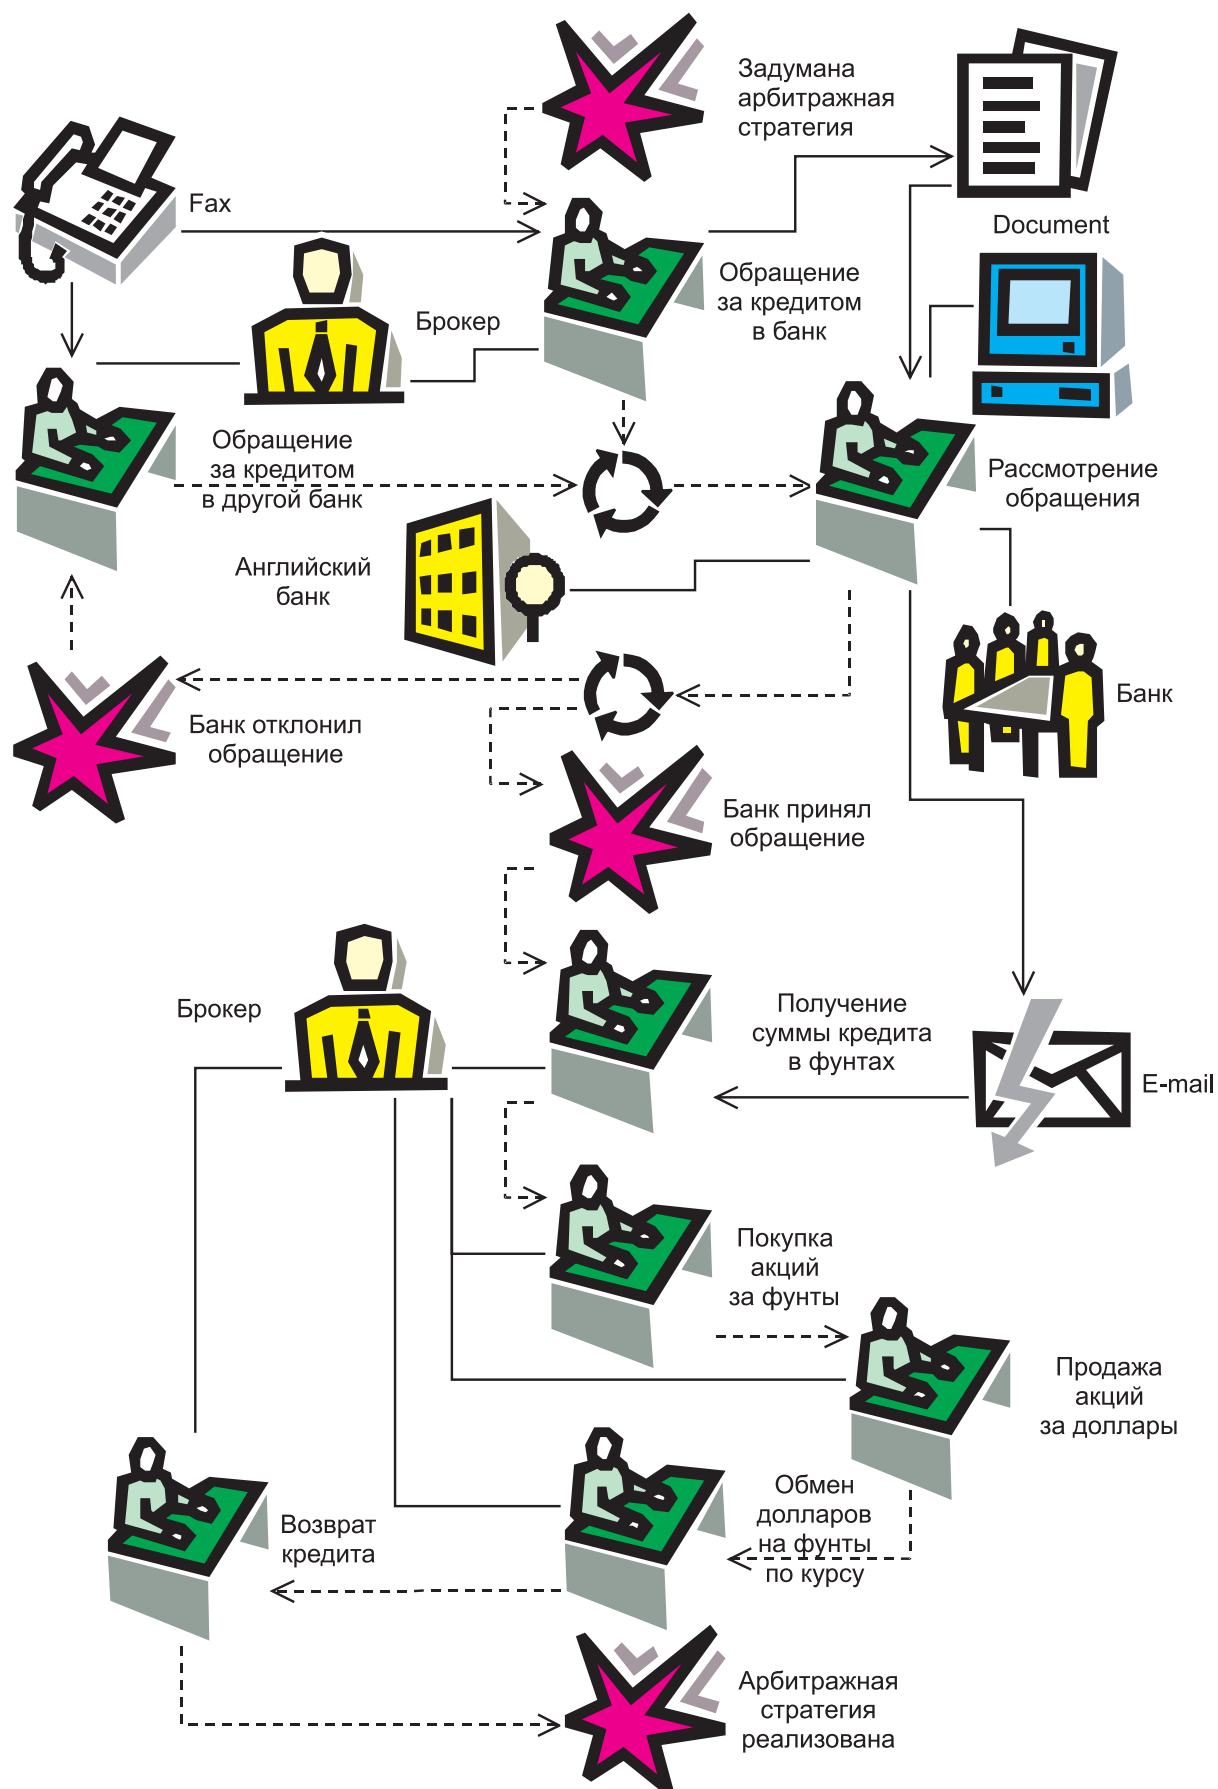 Задумана
арбитражная
стратегия
Fax
Document
Обращение
за кредитом
в банк
Брокер
Обращение
за кредитом
в другой банк
Рассмотрение
обращения
Английский
банк
Банк
Банк отклонил
обращение
Банк принял
обращение
Брокер
Получение
суммы кредита
в фунтах
E-mail
Покупка
акций
за фунты
Продажа
акций
за доллары
Обмен
долларов
на фунты
по курсу
Возврат
кредита
Арбитражная
стратегия
реализована